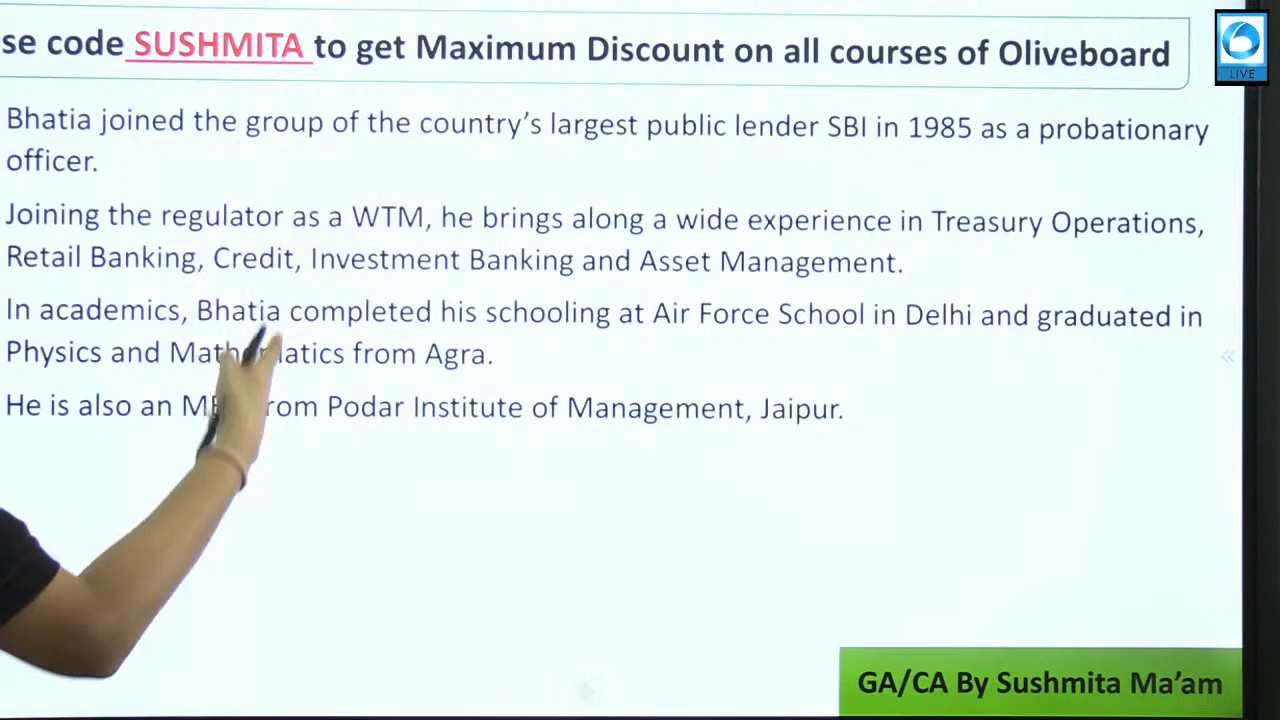 se code SUSHMITA to get Maximum Discount on all courses of Oliveboard
LIVE
Bhatia joined the group of the country's largest public lender SBI in 1985 as a probationary
officer.
Joining the regulator as a WTM, he brings along a wide experience in Treasury Operations,
Retail Banking, Credit, Investment Banking and Asset Management.
In academics, Bhatia completed his schooling at Air Force School in Delhi and graduated in
Physics and Mathematics from Agra.
He is also an from Podar Institute of Management, Jaipur.
GA/CA By Sushmita Ma'am